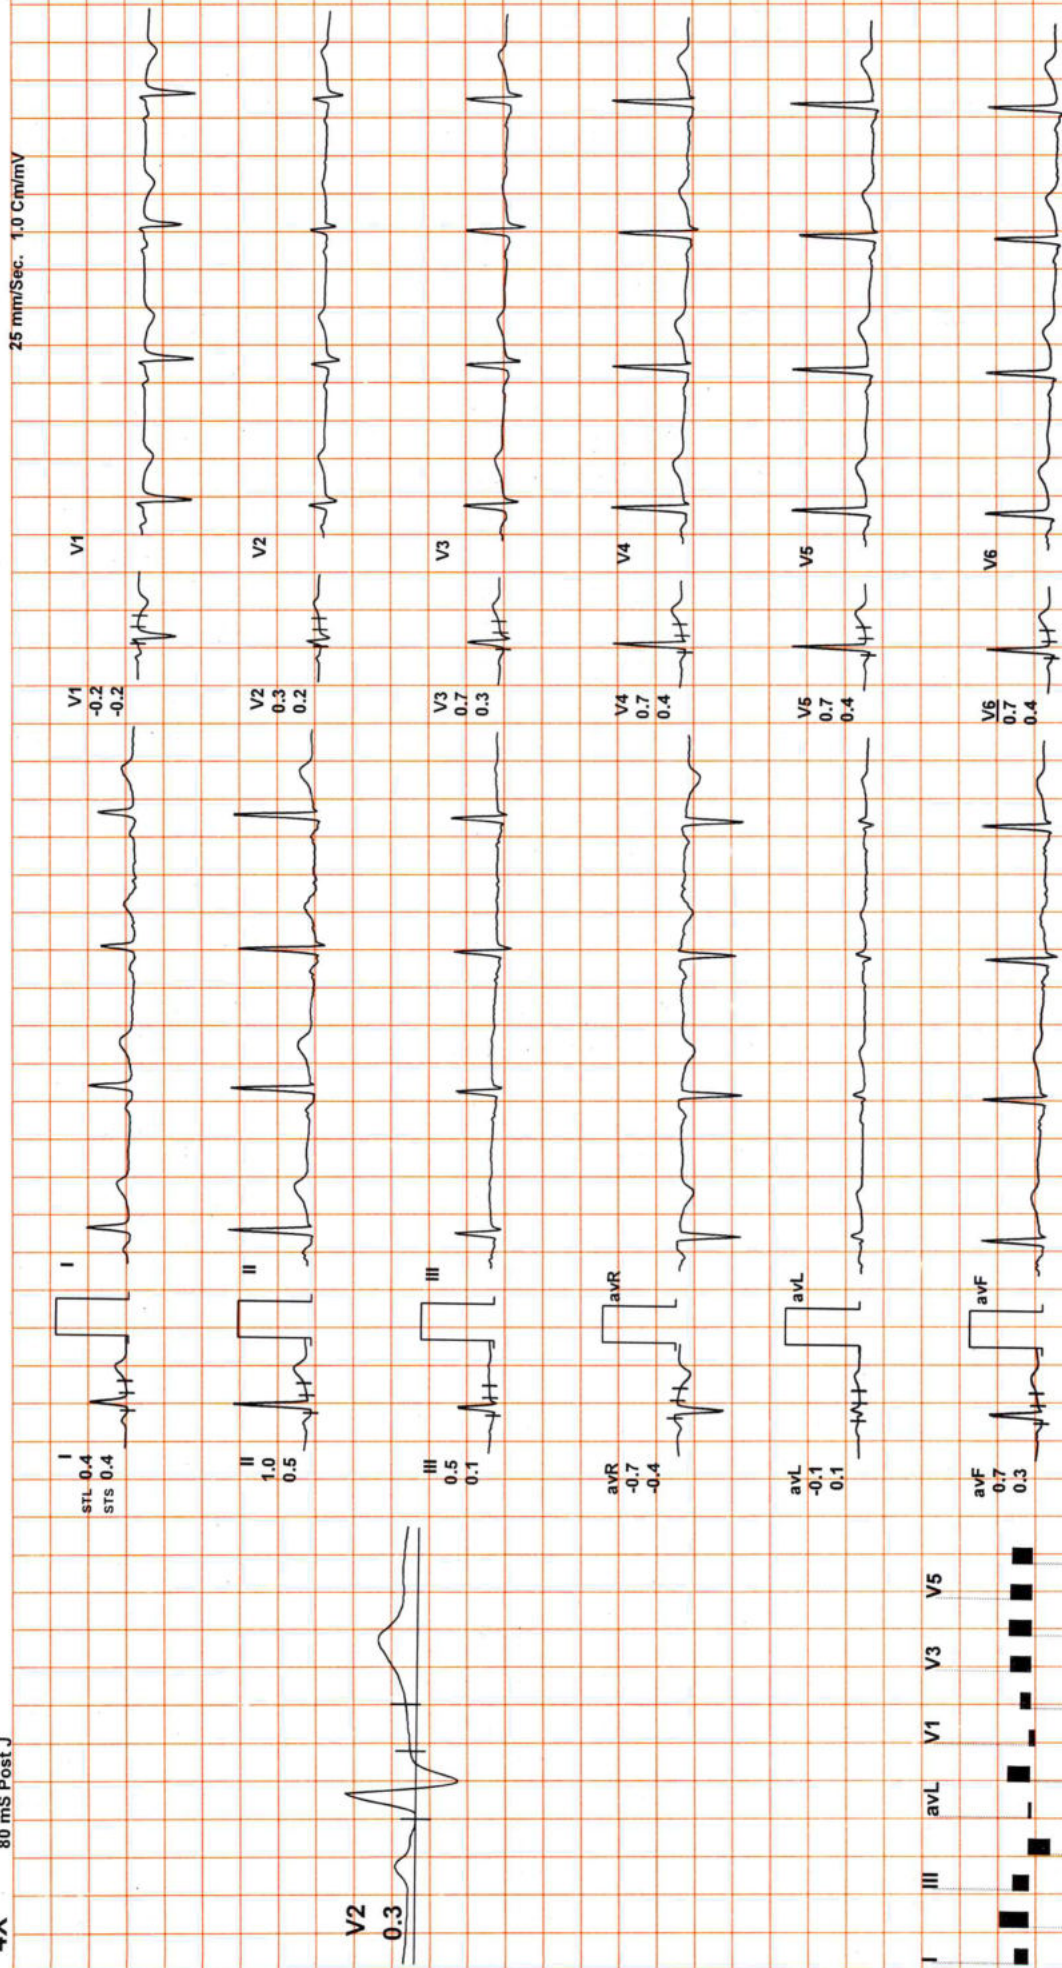 4X 80 mS Post J
25 mm/Sec. 1.0 Cm/mV
V2
0.3
I
STL 0.4
STS 0.4
I
V1
-0.2
-0.2
V1
II
1.0
0.5
II
V2
0.3
0.2
V2
III
0.5
0.1
III
V3
0.7
0.3
V3
avR
-0.7
-0.4
avR
V4
0.7
0.4
V4
avL
-0.1
0.1
avL
V5
0.7
0.4
V5
avF
0.7
0.3
avF
V6
0.7
0.4
V6
I III avL V1 V3 V5